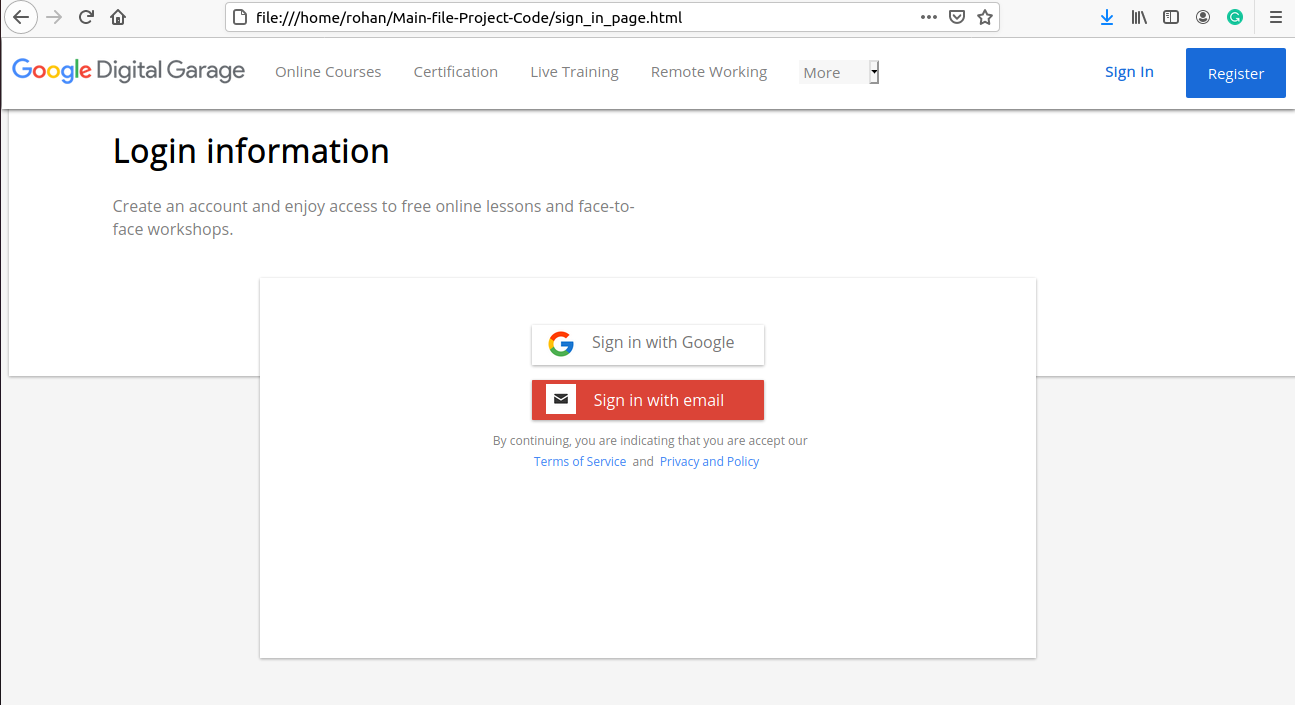 file:///home/rohan/Main-file-Project-Code/sign_in_page.html
Google Digital Garage Online Courses Certification Live Training Remote Working More Sign In Register
Login information
Create an account and enjoy access to free online lessons and face-to-
face workshops.
Sign in with Google
Sign in with email
By continuing, you are indicating that you are accept our
Terms of Service and Privacy and Policy